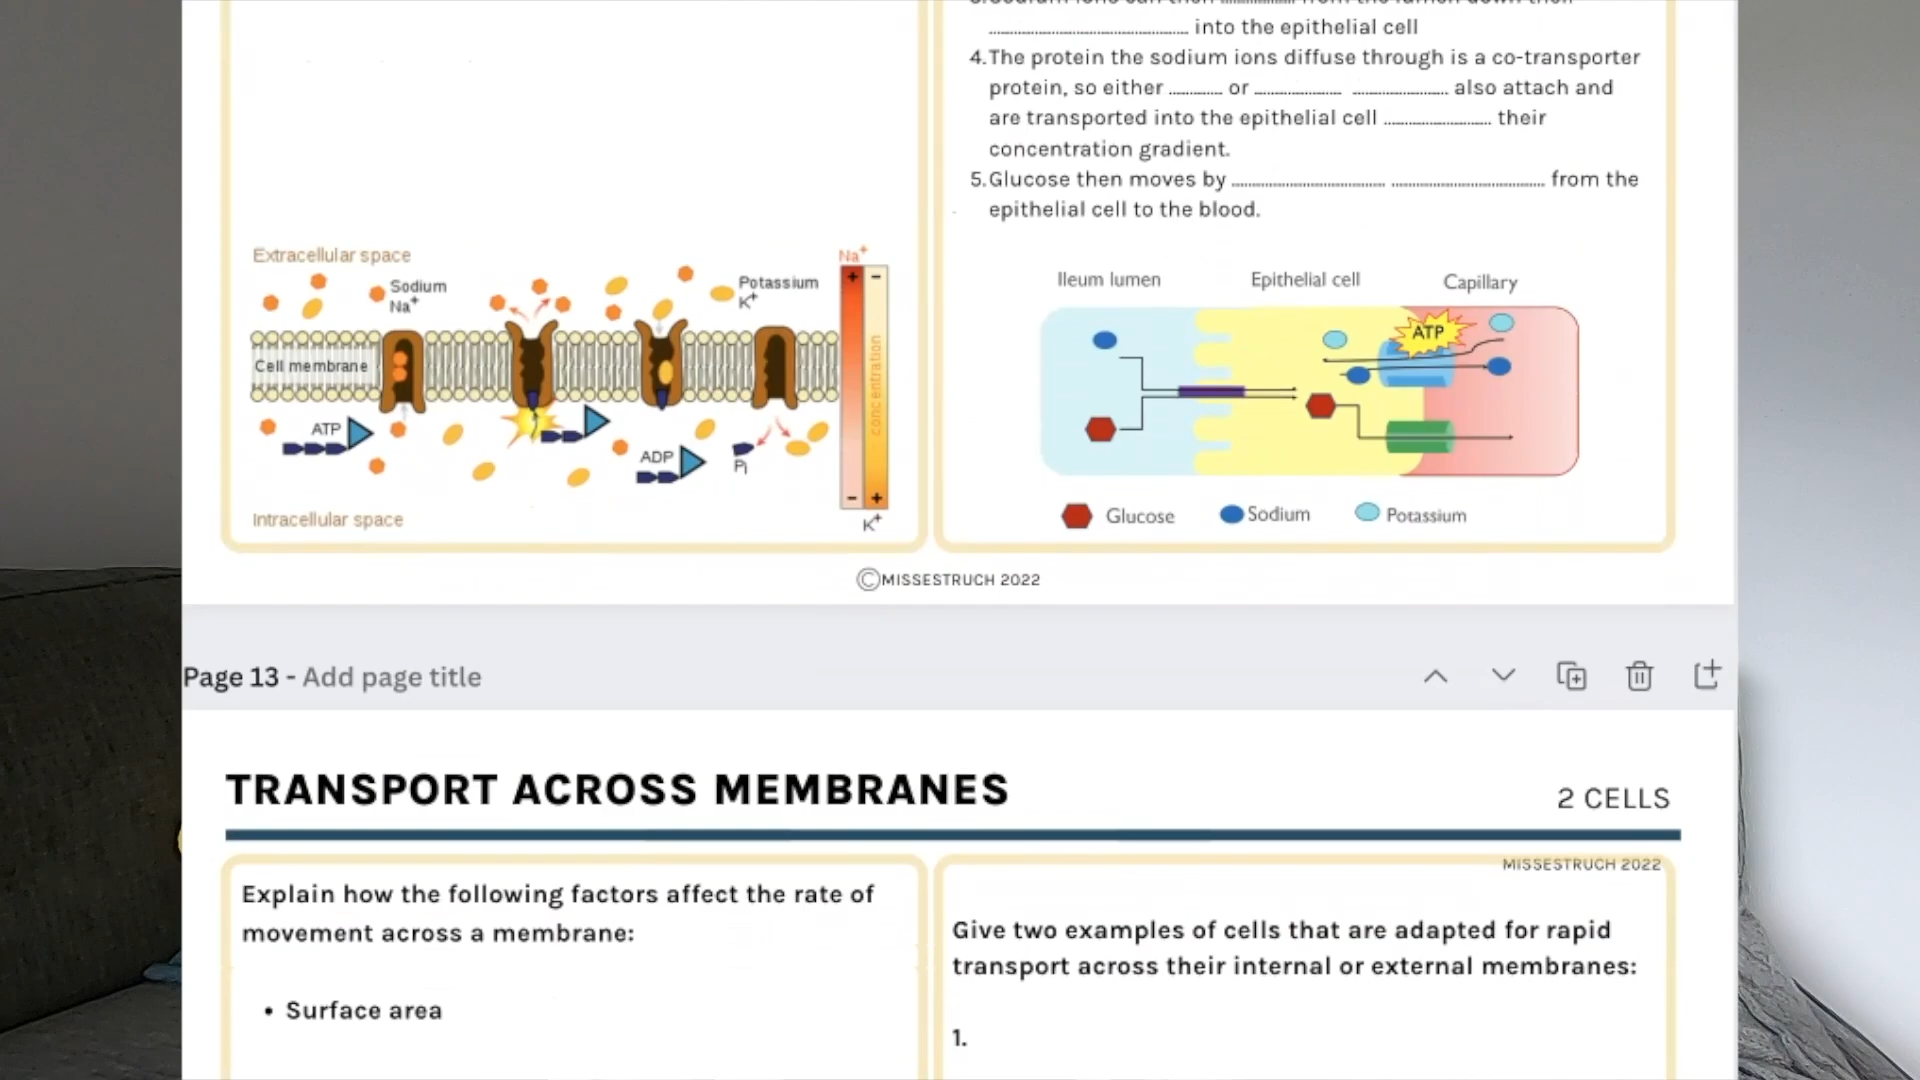 into the epithelial cell
4.The protein the sodium ions diffuse through is a co-transporter
protein, so either ............ or .................... ...................... also attach and
are transported into the epithelial cell ......................... their
concentration gradient.
5.Glucose then moves by .................................... .................................... from the
epithelial cell to the blood.
Extracellular space
Sodium
Na+
Potassium
K+
Na+
+ −
Cell membrane
concentration
ATP
ADP
Pi
− +
K+
Intracellular space
Ileum lumen
Epithelial cell
Capillary
ATP
Glucose
Sodium
Potassium
©MISSESTRUCH 2022
Page 13 - Add page title
TRANSPORT ACROSS MEMBRANES
2 CELLS
MISSESTRUCH 2022
Explain how the following factors affect the rate of
movement across a membrane:
• Surface area
Give two examples of cells that are adapted for rapid
transport across their internal or external membranes:
1.